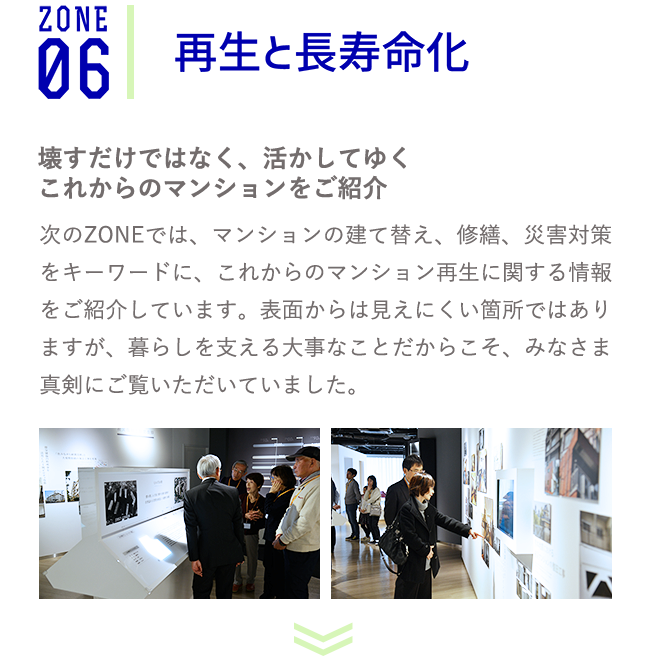 ZONE
06
再生と長寿命化
壊すだけではなく、活かしてゆく
これからのマンションをご紹介
次のZONEでは、マンションの建て替え、修繕、災害対策
をキーワードに、これからのマンション再生に関する情報
をご紹介しています。表面からは見えにくい箇所ではあり
ますが、暮らしを支える大事なことだからこそ、みなさま
真剣にご覧いただいていました。